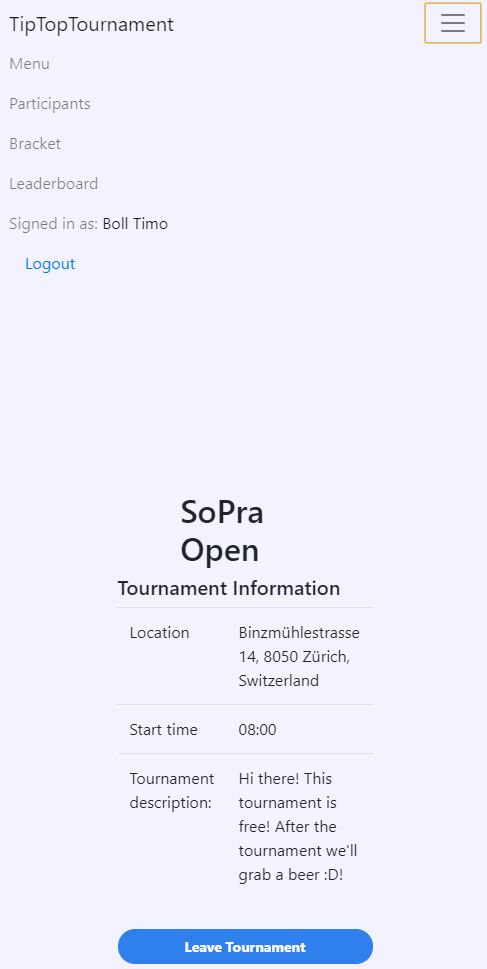 TipTopTournament
Menu
Participants
Bracket
Leaderboard
Signed in as: Boll Timo
Logout
SoPra
Open
Tournament Information
Location
Binzmühlestrasse
14, 8050 Zürich,
Switzerland
Start time
08:00
Tournament
description:
Hi there! This
tournament is
free! After the
tournament we'll
grab a beer :D!
Leave Tournament